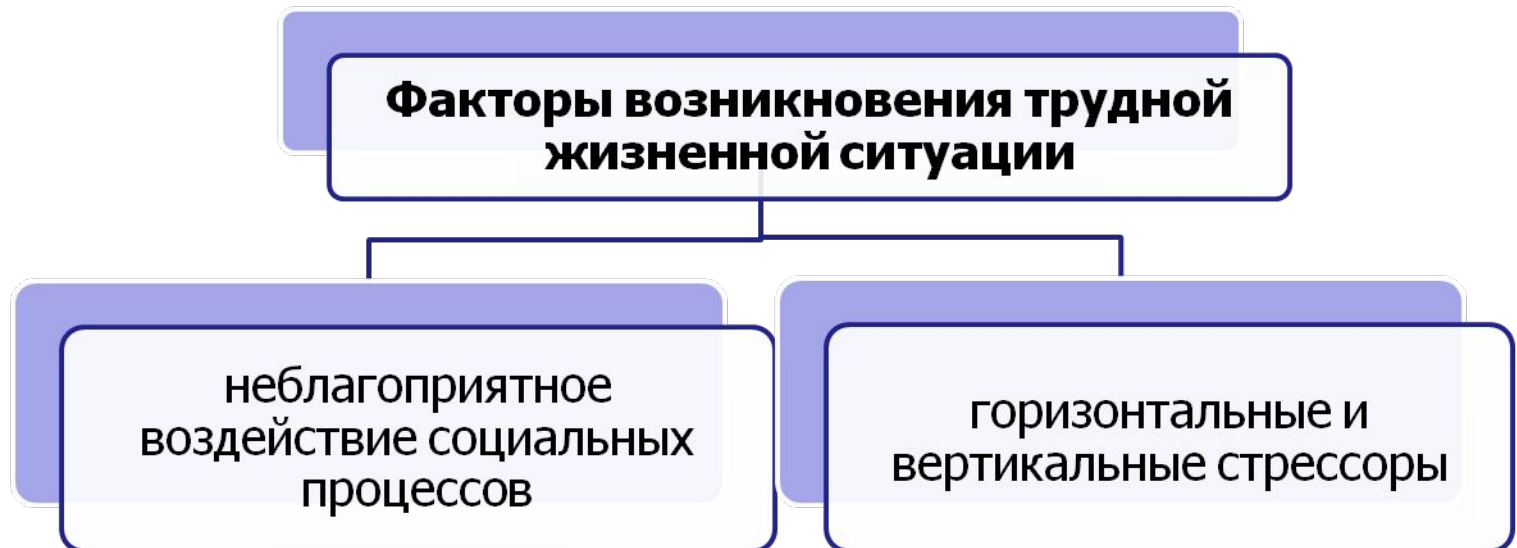 Факторы возникновения трудной
жизненной ситуации
неблагоприятное
воздействие социальных
процессов
горизонтальные и
вертикальные стрессоры